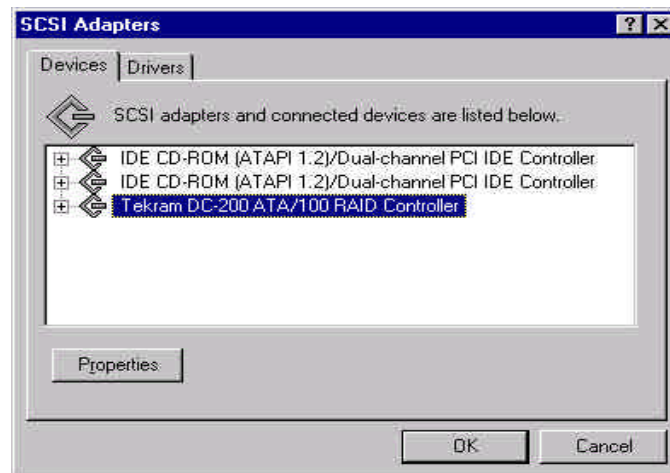 SCSI Adapters
Devices Drivers
SCSI adapters and connected devices are listed below.
IDE CD-ROM (ATAPI 1.2)/Dual-channel PCI IDE Controller
IDE CD-ROM (ATAPI 1.2)/Dual-channel PCI IDE Controller
Tekram DC-200 ATA/100 RAID Controller
Properties
OK Cancel